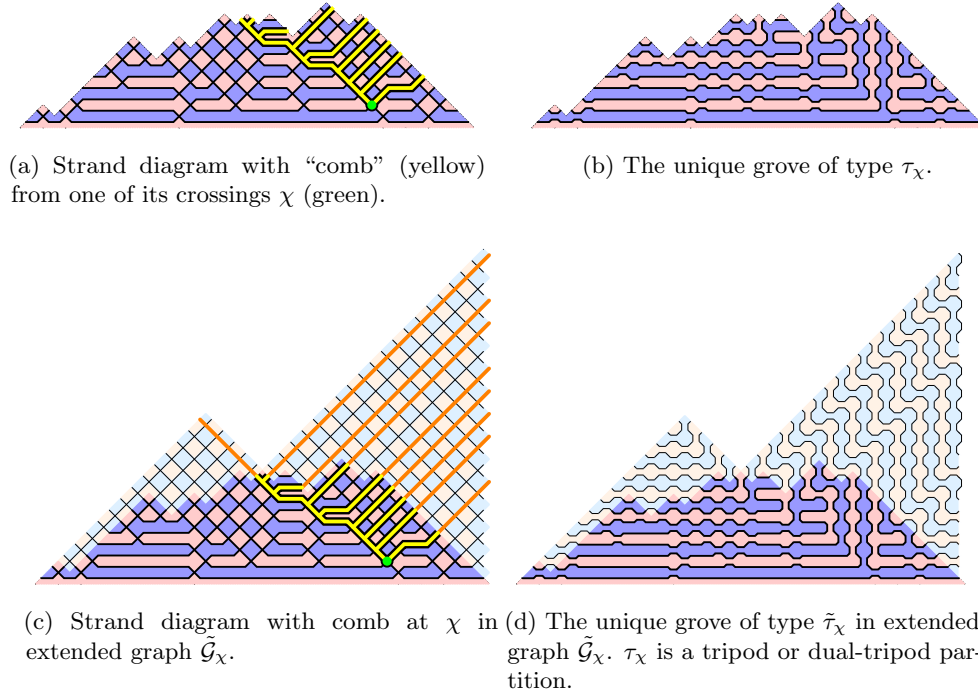 (a) Strand diagram with “comb” (yellow)
from one of its crossings χ (green).
(b) The unique grove of type τχ.
(c) Strand diagram with comb at χ in
extended graph G̃χ.
(d) The unique grove of type τ̃χ in extended
graph G̃χ. τχ is a tripod or dual-tripod par-
tition.